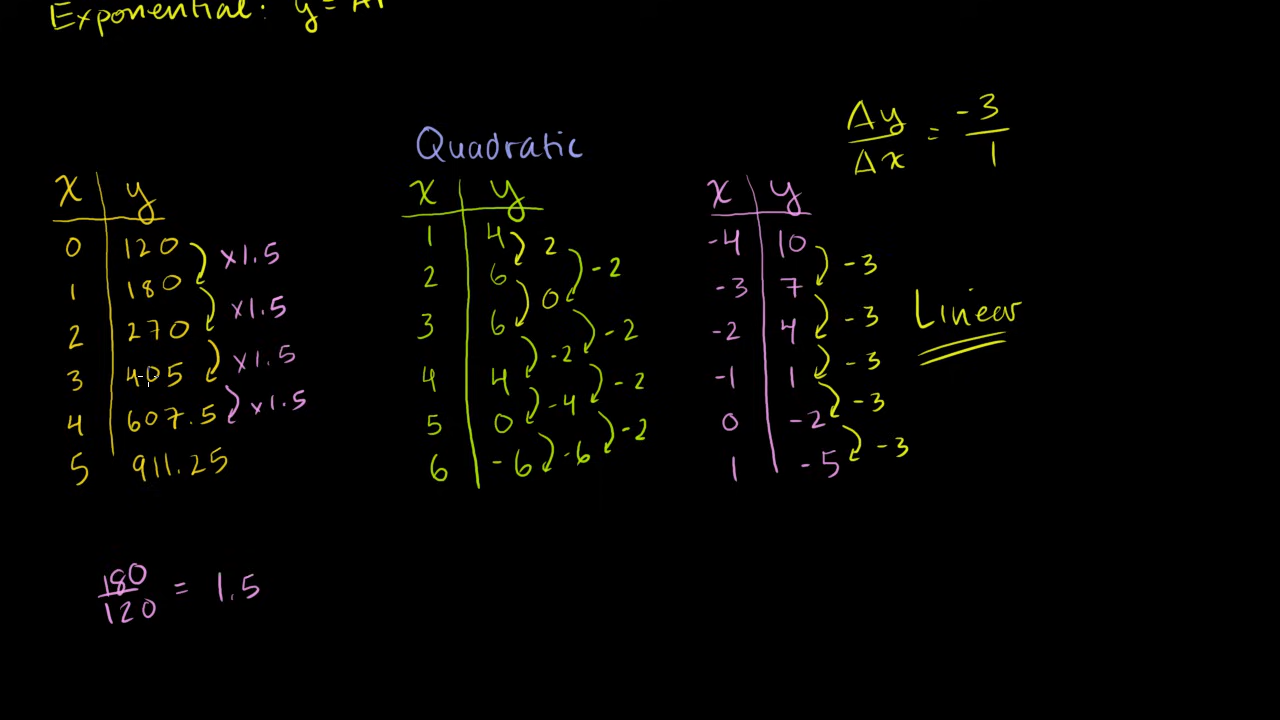 Exponential: y = Ar
Δy/Δx = -3/1
Quadratic
x | y
0 | 120
1 | 180
2 | 270
3 | 405
4 | 607.5
5 | 911.25
×1.5
×1.5
×1.5
×1.5
x | y
1 | 4
2 | 6
3 | 6
4 | 4
5 | 0
6 | -6
2
0
-2
-4
-6
-2
-2
-2
-2
x | y
-4 | 10
-3 | 7
-2 | 4
-1 | 1
0 | -2
1 | -5
-3
-3
-3
-3
-3
Linear
180/120 = 1.5